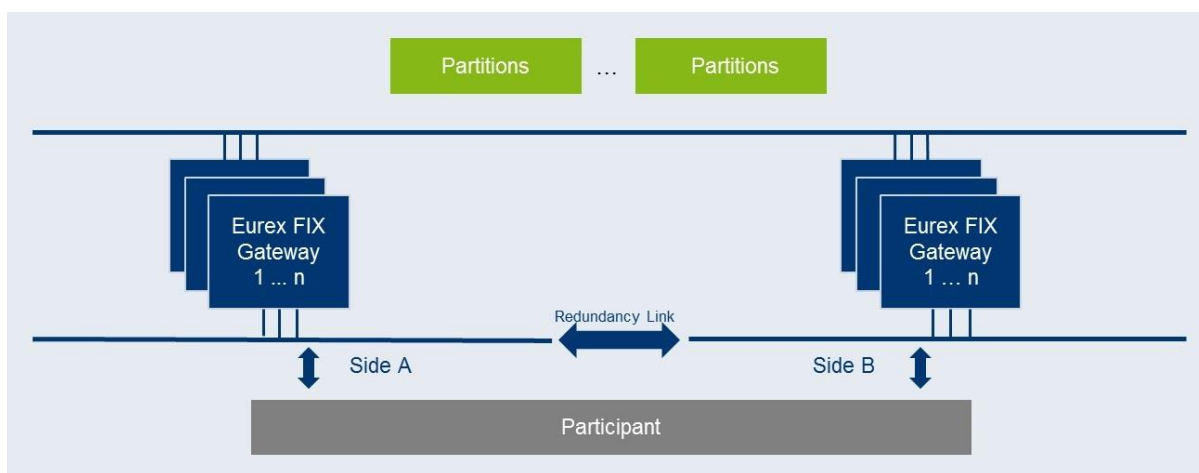 Partitions
...
Partitions
Eurex FIX
Gateway
1 ... n
Eurex FIX
Gateway
1 ... n
Redundancy Link
Side A
Side B
Participant